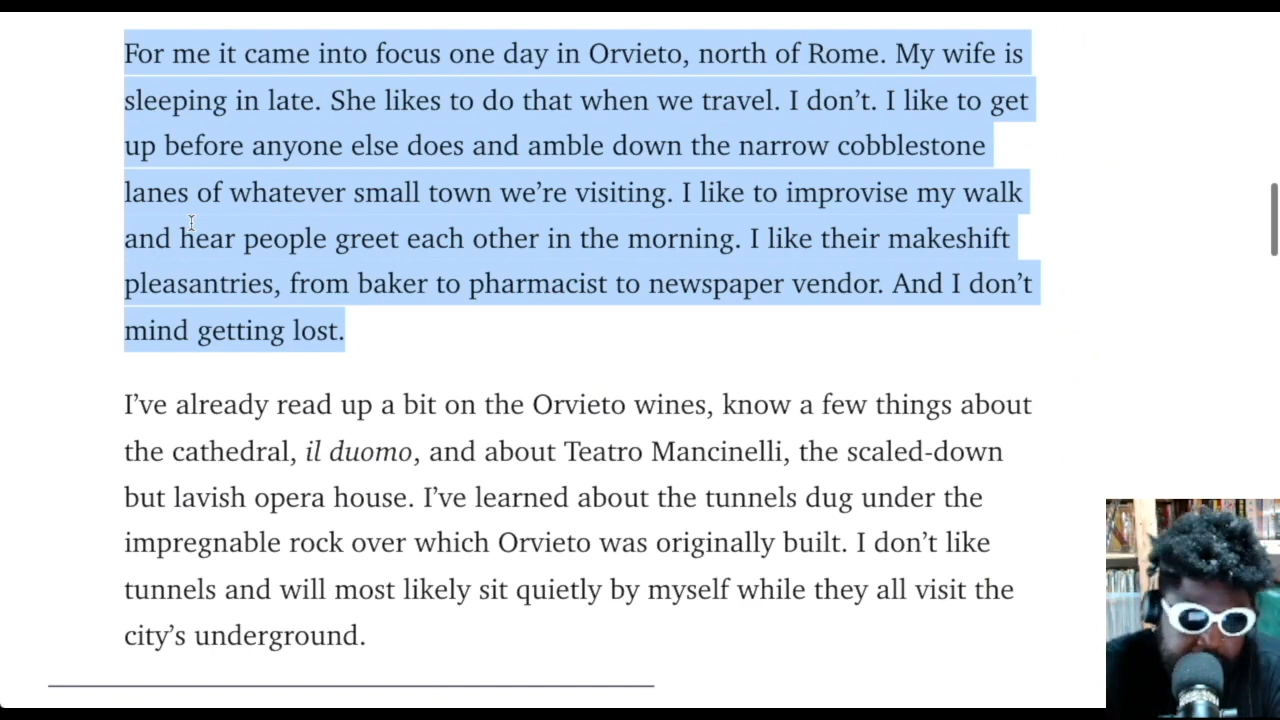 For me it came into focus one day in Orvieto, north of Rome. My wife is
sleeping in late. She likes to do that when we travel. I don’t. I like to get
up before anyone else does and amble down the narrow cobblestone
lanes of whatever small town we’re visiting. I like to improvise my walk
and hear people greet each other in the morning. I like their makeshift
pleasantries, from baker to pharmacist to newspaper vendor. And I don’t
mind getting lost.
I’ve already read up a bit on the Orvieto wines, know a few things about
the cathedral, il duomo, and about Teatro Mancinelli, the scaled-down
but lavish opera house. I’ve learned about the tunnels dug under the
impregnable rock over which Orvieto was originally built. I don’t like
tunnels and will most likely sit quietly by myself while they all visit the
city’s underground.